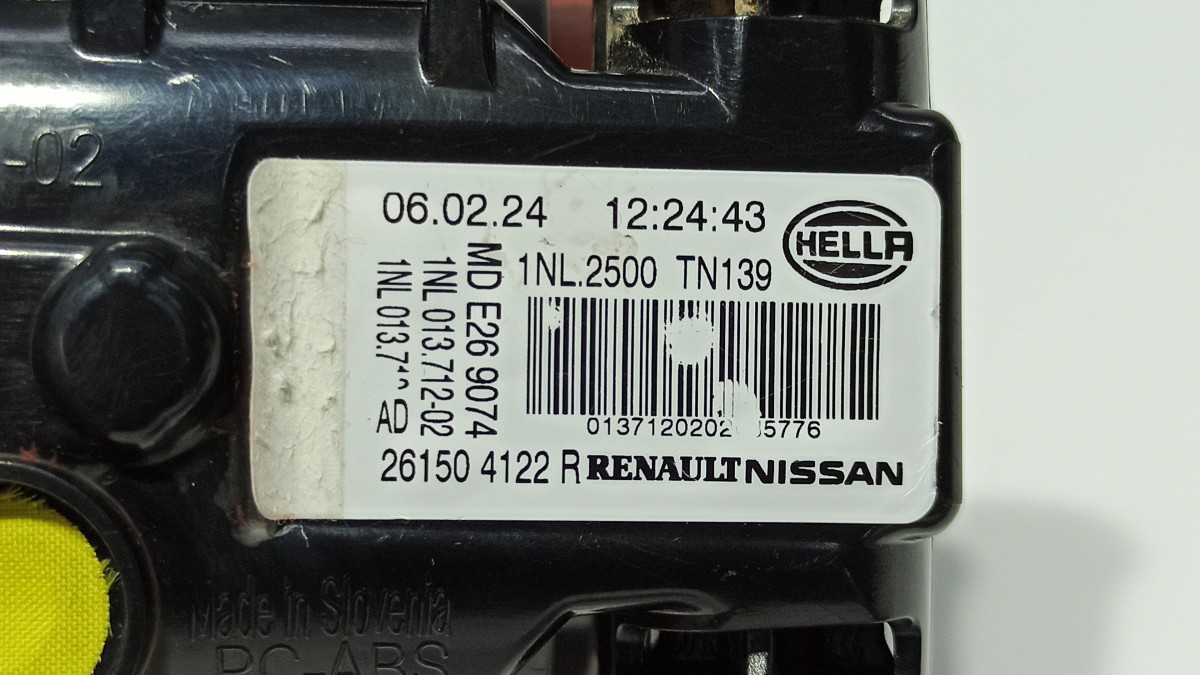 -02
06.02.24 12:24:43
HELLA
1NL.2500 TN139
MD E26 9074
1NL 013.712-02
AD
26150 4122 R RENAULT NISSAN
Made in Slovenia
PC-ABS